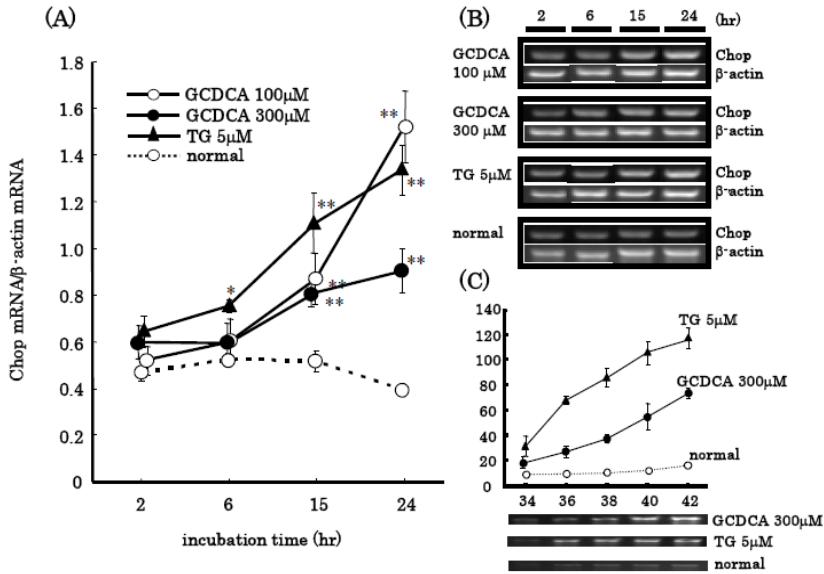 (A)
1.8
1.6
1.4
1.2
1.0
0.8
0.6
0.4
0.2
0
Chop mRNA/β-actin mRNA
GCDCA 100μM
GCDCA 300μM
TG 5μM
normal
**
**
**
*
**
**
**
2
6
15
24
incubation time (hr)
(B)
2 6 15 24 (hr)
GCDCA
100 μM
Chop
β-actin
GCDCA
300 μM
Chop
β-actin
TG 5μM
Chop
β-actin
normal
Chop
β-actin
(C)
140
120
100
80
60
40
20
0
TG 5μM
GCDCA 300μM
normal
34 36 38 40 42
GCDCA 300μM
TG 5μM
normal